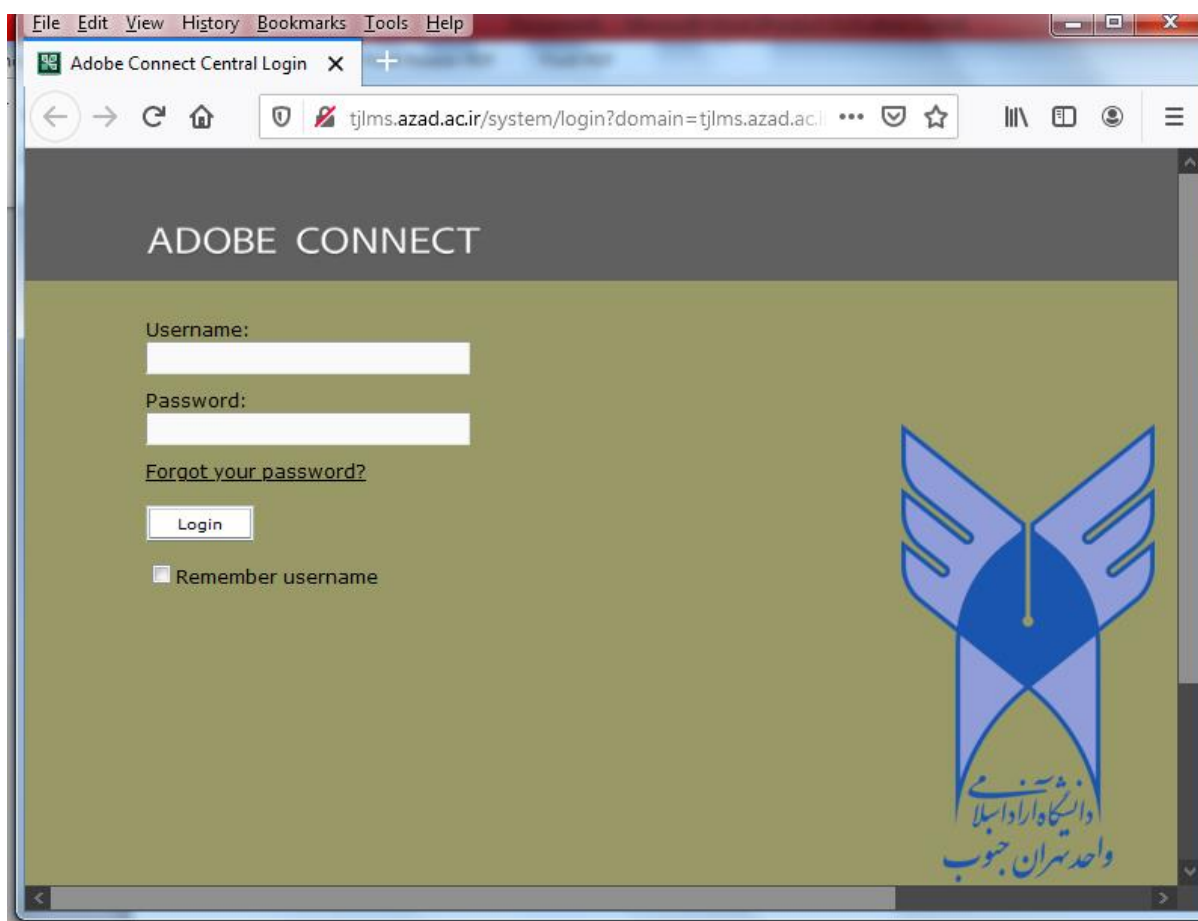 File Edit View History Bookmarks Tools Help
Adobe Connect Central Login
tjlms.azad.ac.ir/system/login?domain=tjlms.azad.ac.i
ADOBE CONNECT
Username:
Password:
Forgot your password?
Login
Remember username
دانشگاه آزاد اسلامی
واحد تهران جنوب